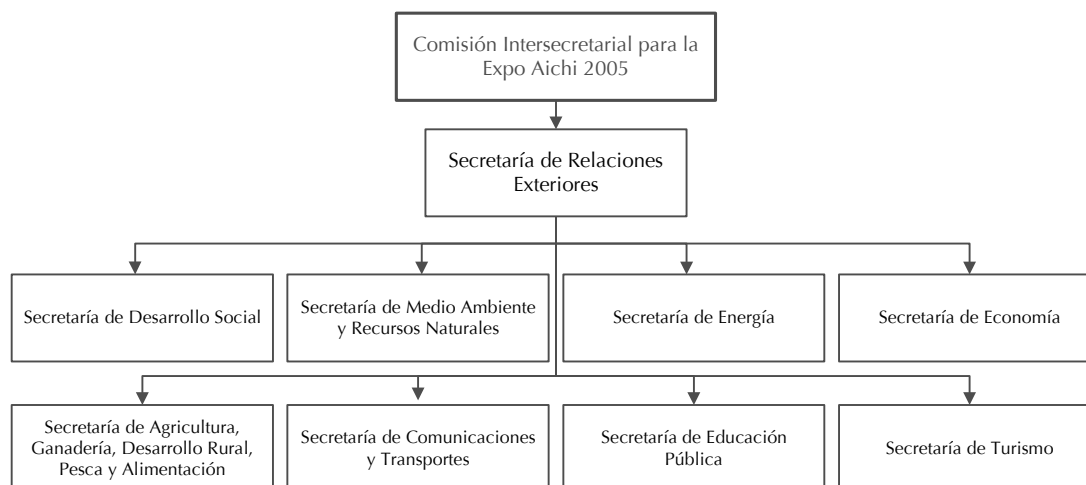 Comisión Intersecretarial para la
Expo Aichi 2005
Secretaría de Relaciones
Exteriores
Secretaría de Desarrollo Social
Secretaría de Medio Ambiente
y Recursos Naturales
Secretaría de Energía
Secretaría de Economía
Secretaría de Agricultura,
Ganadería, Desarrollo Rural,
Pesca y Alimentación
Secretaría de Comunicaciones
y Transportes
Secretaría de Educación
Pública
Secretaría de Turismo